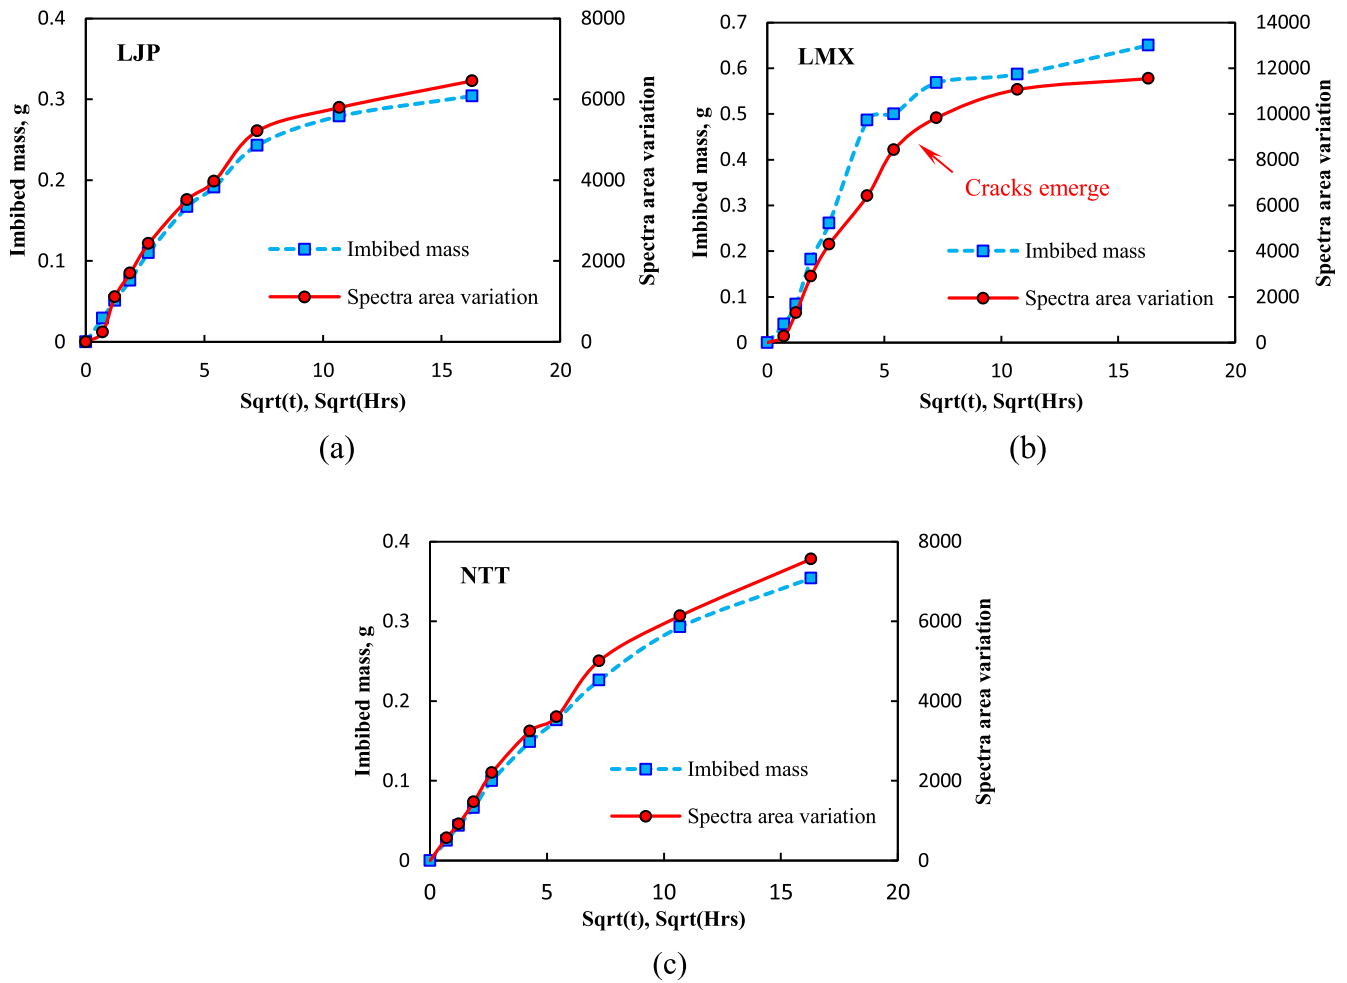 LJP
Imbibed mass, g
0.4
0.3
0.2
0.1
0
8000
6000
4000
2000
0
Spectra area variation
Imbibed mass
Spectra area variation
0 5 10 15 20
Sqrt(t), Sqrt(Hrs)
(a)
LMX
Imbibed mass, g
0.7
0.6
0.5
0.4
0.3
0.2
0.1
0
14000
12000
10000
8000
6000
4000
2000
0
Spectra area variation
Cracks emerge
Imbibed mass
Spectra area variation
0 5 10 15 20
Sqrt(t), Sqrt(Hrs)
(b)
NTT
Imbibed mass, g
0.4
0.3
0.2
0.1
0
8000
6000
4000
2000
0
Spectra area variation
Imbibed mass
Spectra area variation
0 5 10 15 20
Sqrt(t), Sqrt(Hrs)
(c)